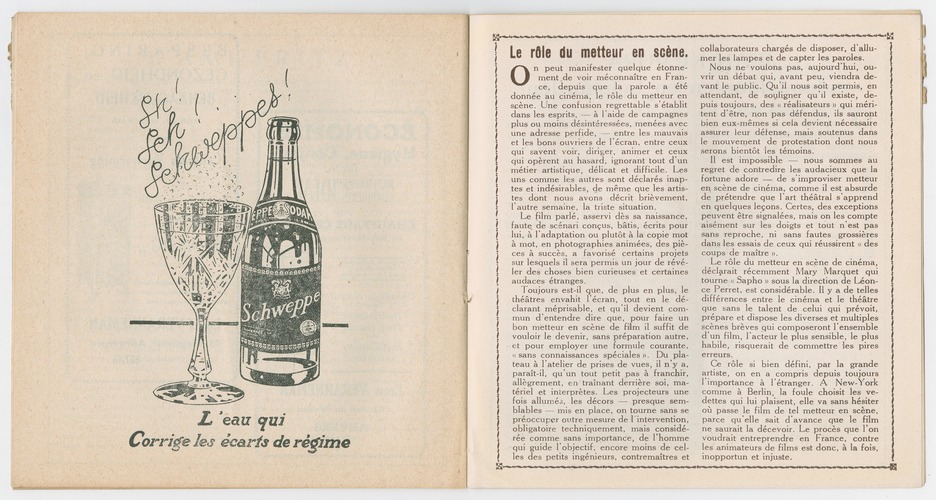 Sh!
Sch!
Schweppes!
EPPE'S SODA
Schweppe
L'eau qui
Corrige les écarts de régime
Le rôle du metteur en scène.
On peut manifester quelque étonne-
ment de voir méconnaître en Fran-
ce, depuis que la parole a été
donnée au cinéma, le rôle du metteur en
scène. Une confusion regrettable s'établit
dans les esprits, — à l'aide de campagnes
plus ou moins désintéressées, menées avec
une adresse perfide, — entre les mauvais
et les bons ouvriers de l'écran, entre ceux
qui savent voir, diriger, animer et ceux
qui opèrent au hasard, ignorant tout d'un
métier artistique, délicat et difficile. Les
uns comme les autres sont déclarés inap-
tes et indésirables, de même que les artis-
tes dont nous avons décrit brièvement,
l'autre semaine, la triste situation.
Le film parlé, asservi dès sa naissance,
faute de scénari conçus, bâtis, écrits pour
lui, à l'adaptation ou plutôt à la copie mot
à mot, en photographies animées, des piè-
ces à succès, a favorisé certains projets
sur lesquels il sera permis un jour de révé-
ler des choses bien curieuses et certaines
audaces étranges.
Toujours est-il que, de plus en plus, le
théâtres envahit l'écran, tout en le dé-
clarant méprisable, et qu'il devient com-
mun d'entendre dire que, pour faire un
bon metteur en scène de film il suffit de
vouloir le devenir, sans préparation autre,
et pour employer une formule courante,
« sans connaissances spéciales ». Du pla-
teau à l'atelier de prises de vues, il n'y a,
paraît-il, qu'un tout petit pas à franchir,
allègrement, en traînant derrière soi, ma-
tériel et interprètes. Les projecteurs une
fois allumés, les décors — presque sem-
blables — mis en place, on tourne sans se
préoccuper outre mesure de l'intervention,
obligatoire techniquement, mais considé-
rée comme sans importance, de l'homme
qui guide l'objectif, encore moins de cel-
les des petits ingénieurs, contremaîtres et
collaborateurs chargés de disposer, d'allu-
mer les lampes et de capter les paroles.
Nous ne voulons pas, aujourd'hui, ou-
vrir un débat qui, avant peu, viendra de-
vant le public. Qu'il nous soit permis, en
attendant, de souligner qu'il existe, de-
puis toujours, des « réalisateurs » qui méri-
tent d'être, non pas défendus, ils sauront
bien eux-mêmes si cela devient nécessaire
assurer leur défense, mais soutenus dans
le mouvement de protestation dont nous
serons bientôt les témoins.
Il est impossible — nous sommes au
regret de contredire les audacieux que la
fortune adore — de s'improviser metteur
en scène de cinéma, comme il est absurde
de prétendre que l'art théâtral s'apprend
en quelques leçons. Certes, des exceptions
peuvent être signalées, mais on les compte
aisément sur les doigts et tout n'est pas
sans reproche, ni sans fautes grossières
dans les essais de ceux qui réussirent « des
coups de maître ».
Le rôle du metteur en scène de cinéma,
déclarait récemment Mary Marquet qui
tourne « Sapho » sous la direction de Léon-
ce Perret, est considérable. Il y a de telles
différences entre le cinéma et le théâtre
que sans le talent de celui qui prévoit,
prépare et dispose les diverses et multiples
scènes brèves qui composeront l'ensemble
d'un film, l'acteur le plus sensible, le plus
habile, risquerait de commettre les pires
erreurs.
Ce rôle si bien défini, par la grande
artiste, on en a compris depuis toujours
l'importance à l'étranger. A New-York
comme à Berlin, la foule choisit les ve-
dettes qui lui plaisent, elle va sans hésiter
où passe le film de tel metteur en scène,
parce qu'elle sait d'avance que le film
ne saurait la décevoir. Le procès que l'on
voudrait entreprendre en France, contre
les animateurs de films est donc, à la fois,
inopportun et injuste.